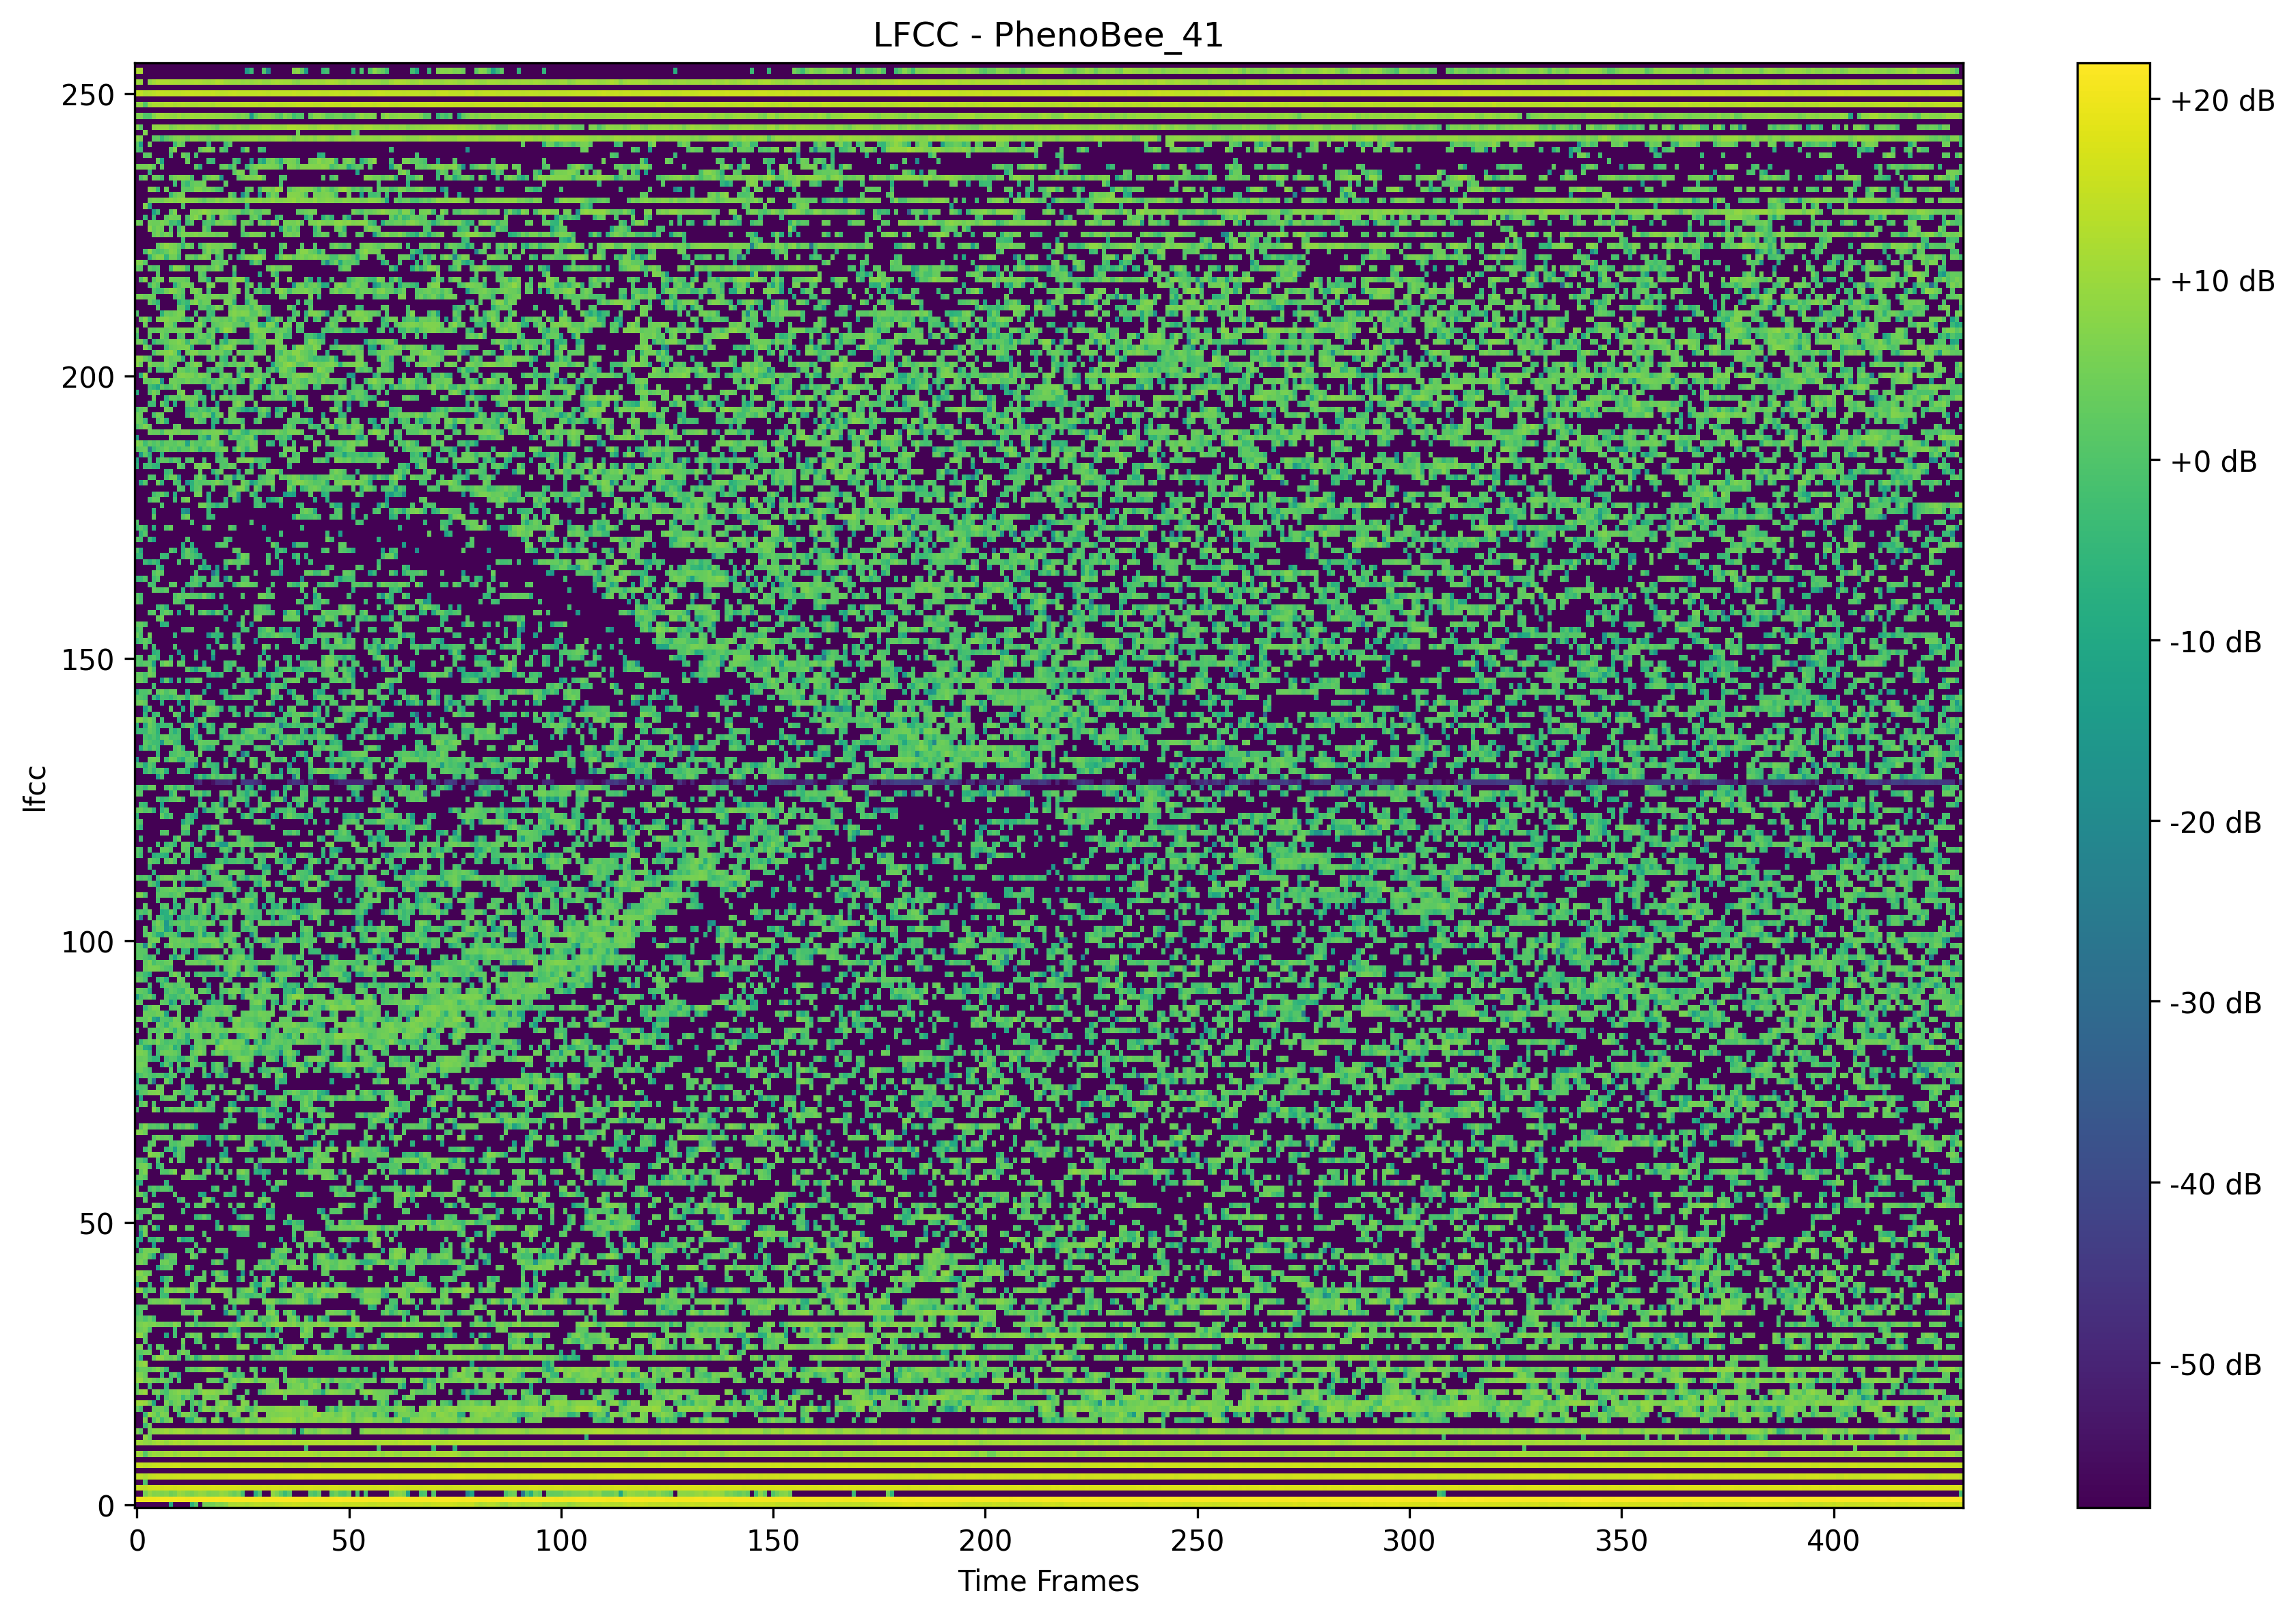 LFCC - PhenoBee_41
250
200
150
100
50
0
lfcc
0 50 100 150 200 250 300 350 400
Time Frames
+20 dB
+10 dB
+0 dB
-10 dB
-20 dB
-30 dB
-40 dB
-50 dB